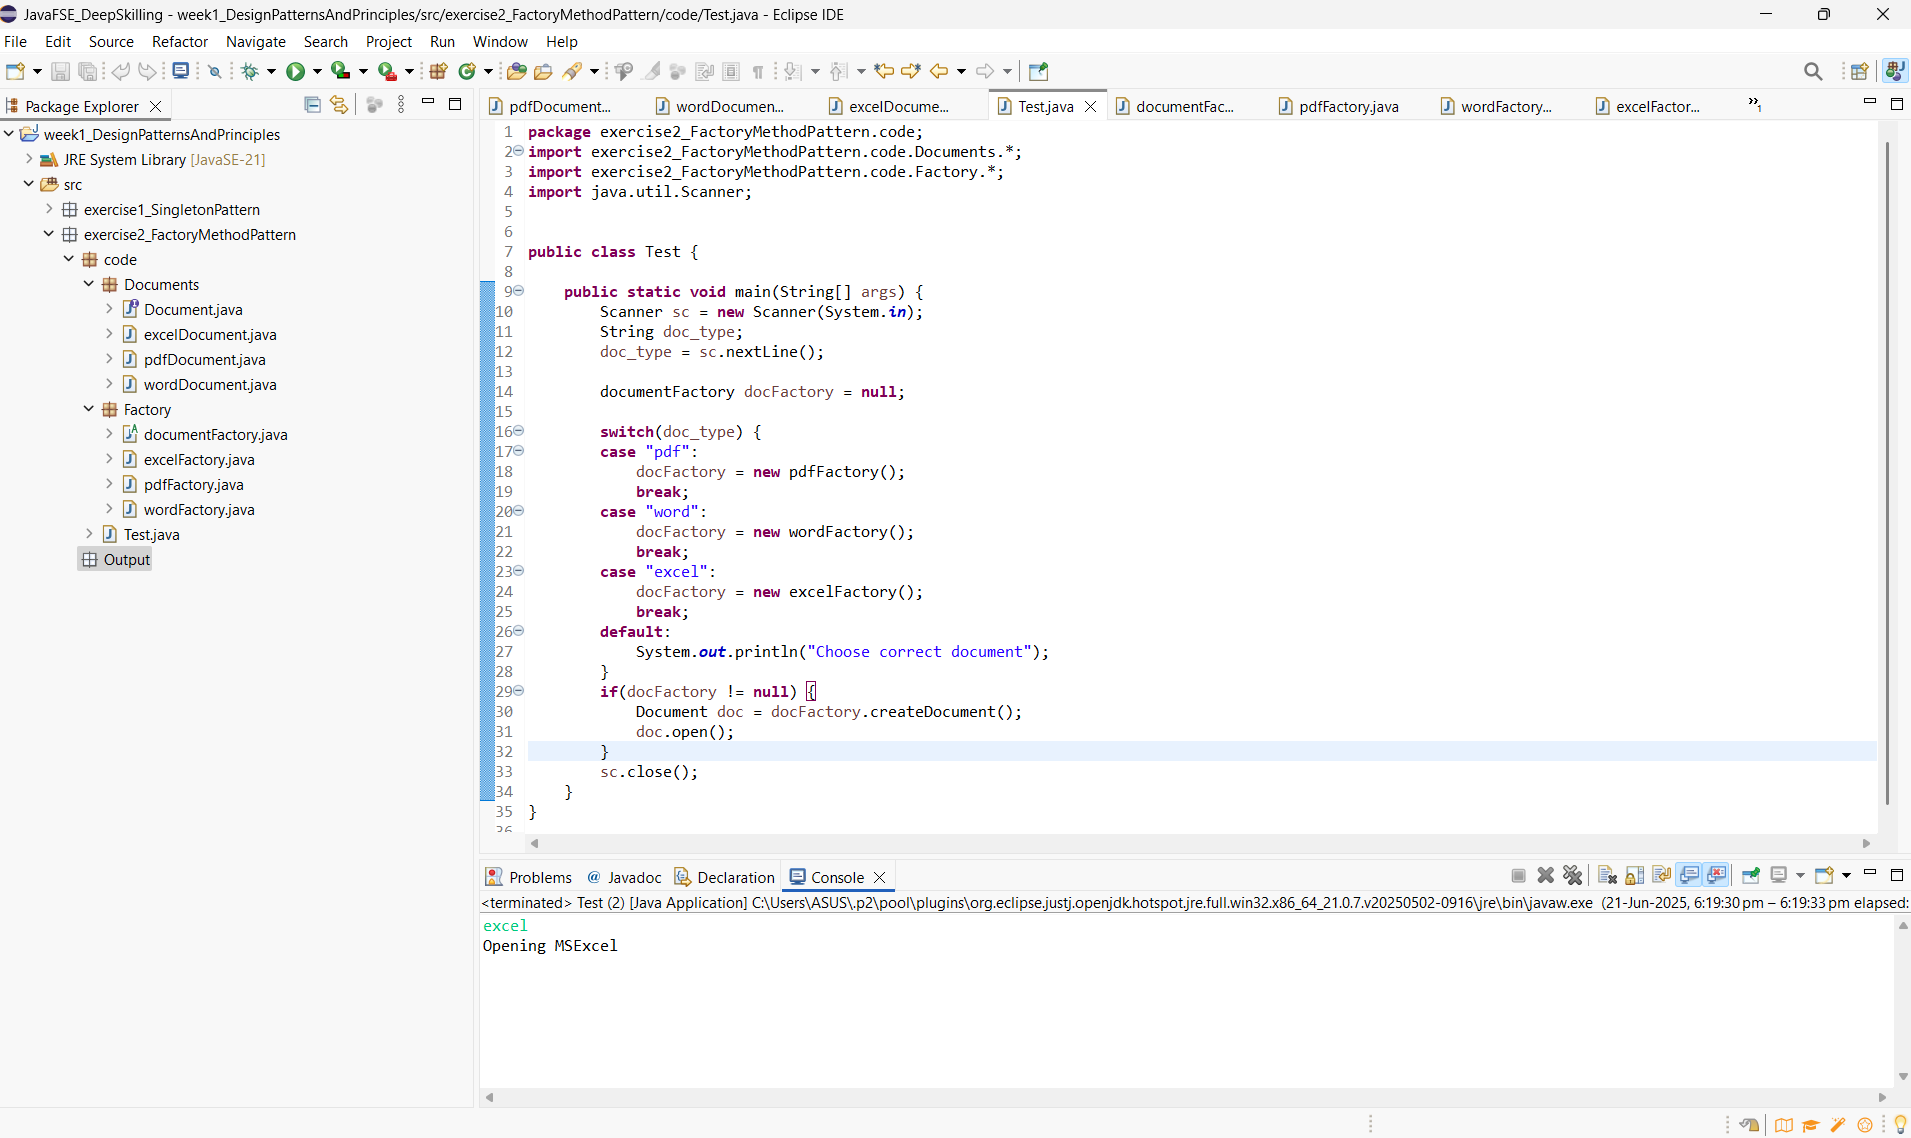 JavaFSE_DeepSkilling - week1_DesignPatternsAndPrinciples/src/exercise2_FactoryMethodPattern/code/Test.java - Eclipse IDE
File Edit Source Refactor Navigate Search Project Run Window Help
Package Explorer
week1_DesignPatternsAndPrinciples
JRE System Library [JavaSE-21]
src
exercise1_SingletonPattern
exercise2_FactoryMethodPattern
code
Documents
Document.java
excelDocument.java
pdfDocument.java
wordDocument.java
Factory
documentFactory.java
excelFactory.java
pdfFactory.java
wordFactory.java
Test.java
Output
pdfDocument... wordDocumen... excelDocume... Test.java documentFac... pdfFactory.java wordFactory... excelFactor... »1
1 package exercise2_FactoryMethodPattern.code;
2 import exercise2_FactoryMethodPattern.code.Documents.*;
3 import exercise2_FactoryMethodPattern.code.Factory.*;
4 import java.util.Scanner;
5
6
7 public class Test {
8
9     public static void main(String[] args) {
10         Scanner sc = new Scanner(System.in);
11         String doc_type;
12         doc_type = sc.nextLine();
13
14         documentFactory docFactory = null;
15
16         switch(doc_type) {
17         case "pdf":
18             docFactory = new pdfFactory();
19             break;
20         case "word":
21             docFactory = new wordFactory();
22             break;
23         case "excel":
24             docFactory = new excelFactory();
25             break;
26         default:
27             System.out.println("Choose correct document");
28         }
29         if(docFactory != null) {
30             Document doc = docFactory.createDocument();
31             doc.open();
32         }
33         sc.close();
34     }
35 }
36
Problems @ Javadoc Declaration Console
<terminated> Test (2) [Java Application] C:\Users\ASUS\.p2\pool\plugins\org.eclipse.justj.openjdk.hotspot.jre.full.win32.x86_64_21.0.7.v20250502-0916\jre\bin\javaw.exe (21-Jun-2025, 6:19:30 pm – 6:19:33 pm elapsed:
excel
Opening MSExcel